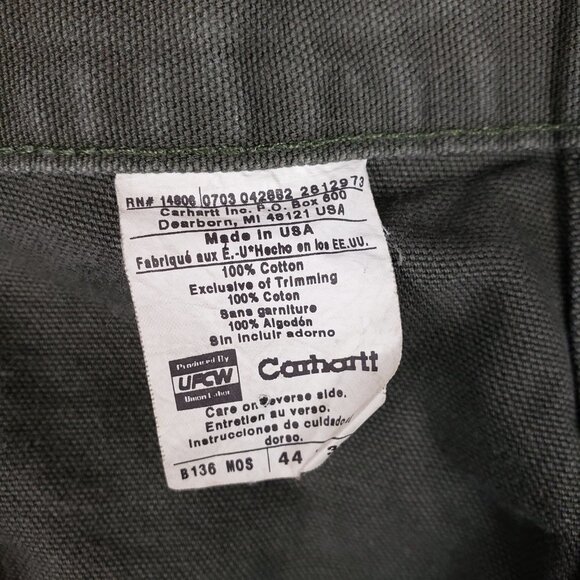 RN# 14806 0703 042882 2812973
Carhartt Inc. P.O. Box 600
Dearborn, MI 48121 USA
Made in USA
Fabriqué aux E.-U*Hecho en los EE.UU.
100% Cotton
Exclusive of Trimming
100% Coton
Sans garniture
100% Algodón
Sin incluir adorno
Produced By
UFCW
Union Labor
Carhartt
Care on reverse side.
Entretien au verso.
Instrucciones de cuidado
dorso.
B136 MOS 44